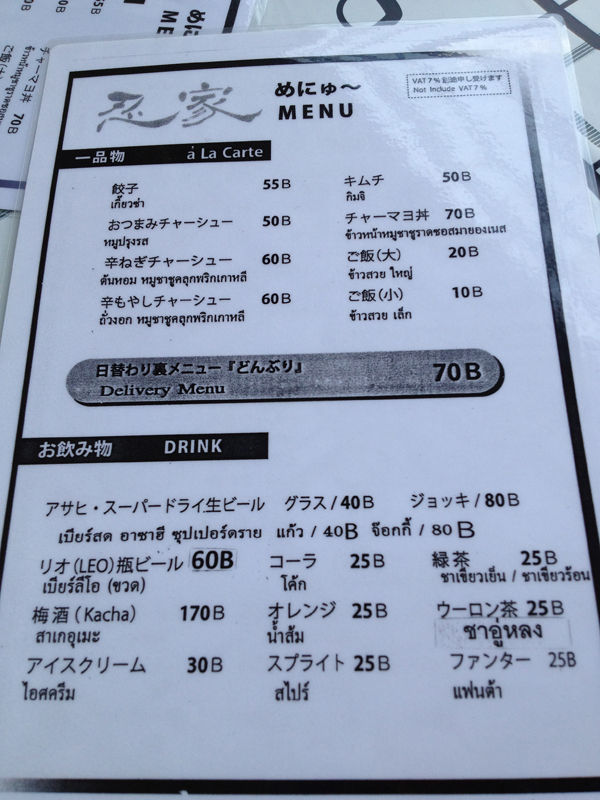 めにゅ～
MENU
忍家
VAT7％別途申し受けます
Not Include VAT7%
一品物 á La Carte
餃子 55B
เกี๊ยวซ่า
おつまみチャーシュー 50B
หมูปรุงรส
辛ねぎチャーシュー 60B
ต้นหอม หมูชาชูคลุกพริกเกาหลี
辛もやしチャーシュー 60B
ถั่วงอก หมูชาชูคลุกพริกเกาหลี
キムチ 50B
กิมจิ
チャーマヨ丼 70B
ข้าวหน้าหมูชาชูราดซอสมายองเนส
ご飯(大) 20B
ข้าวสวย ใหญ่
ご飯(小) 10B
ข้าวสวย เล็ก
日替わり裏メニュー『どんぶり』 70B
Delivery Menu
お飲み物 DRINK
アサヒ・スーパードライ生ビール グラス/40B ジョッキ/80B
เบียร์สด อาซาฮี ซุปเปอร์ดราย แก้ว / 40B จ๊อกกี้ / 80B
リオ(LEO)瓶ビール 60B コーラ 25B 緑茶 25B
เบียร์ลีโอ (ขวด) โค้ก ชาเขียวเย็น / ชาเขียวร้อน
梅酒(Kacha) 170B オレンジ 25B ウーロン茶 25B
สาเกอุเมะ น้ำส้ม ชาอู่หลง
アイスクリーム 30B スプライト 25B ファンター 25B
ไอศครีม สไปร์ แฟนต้า
チャーマヨ丼 70B